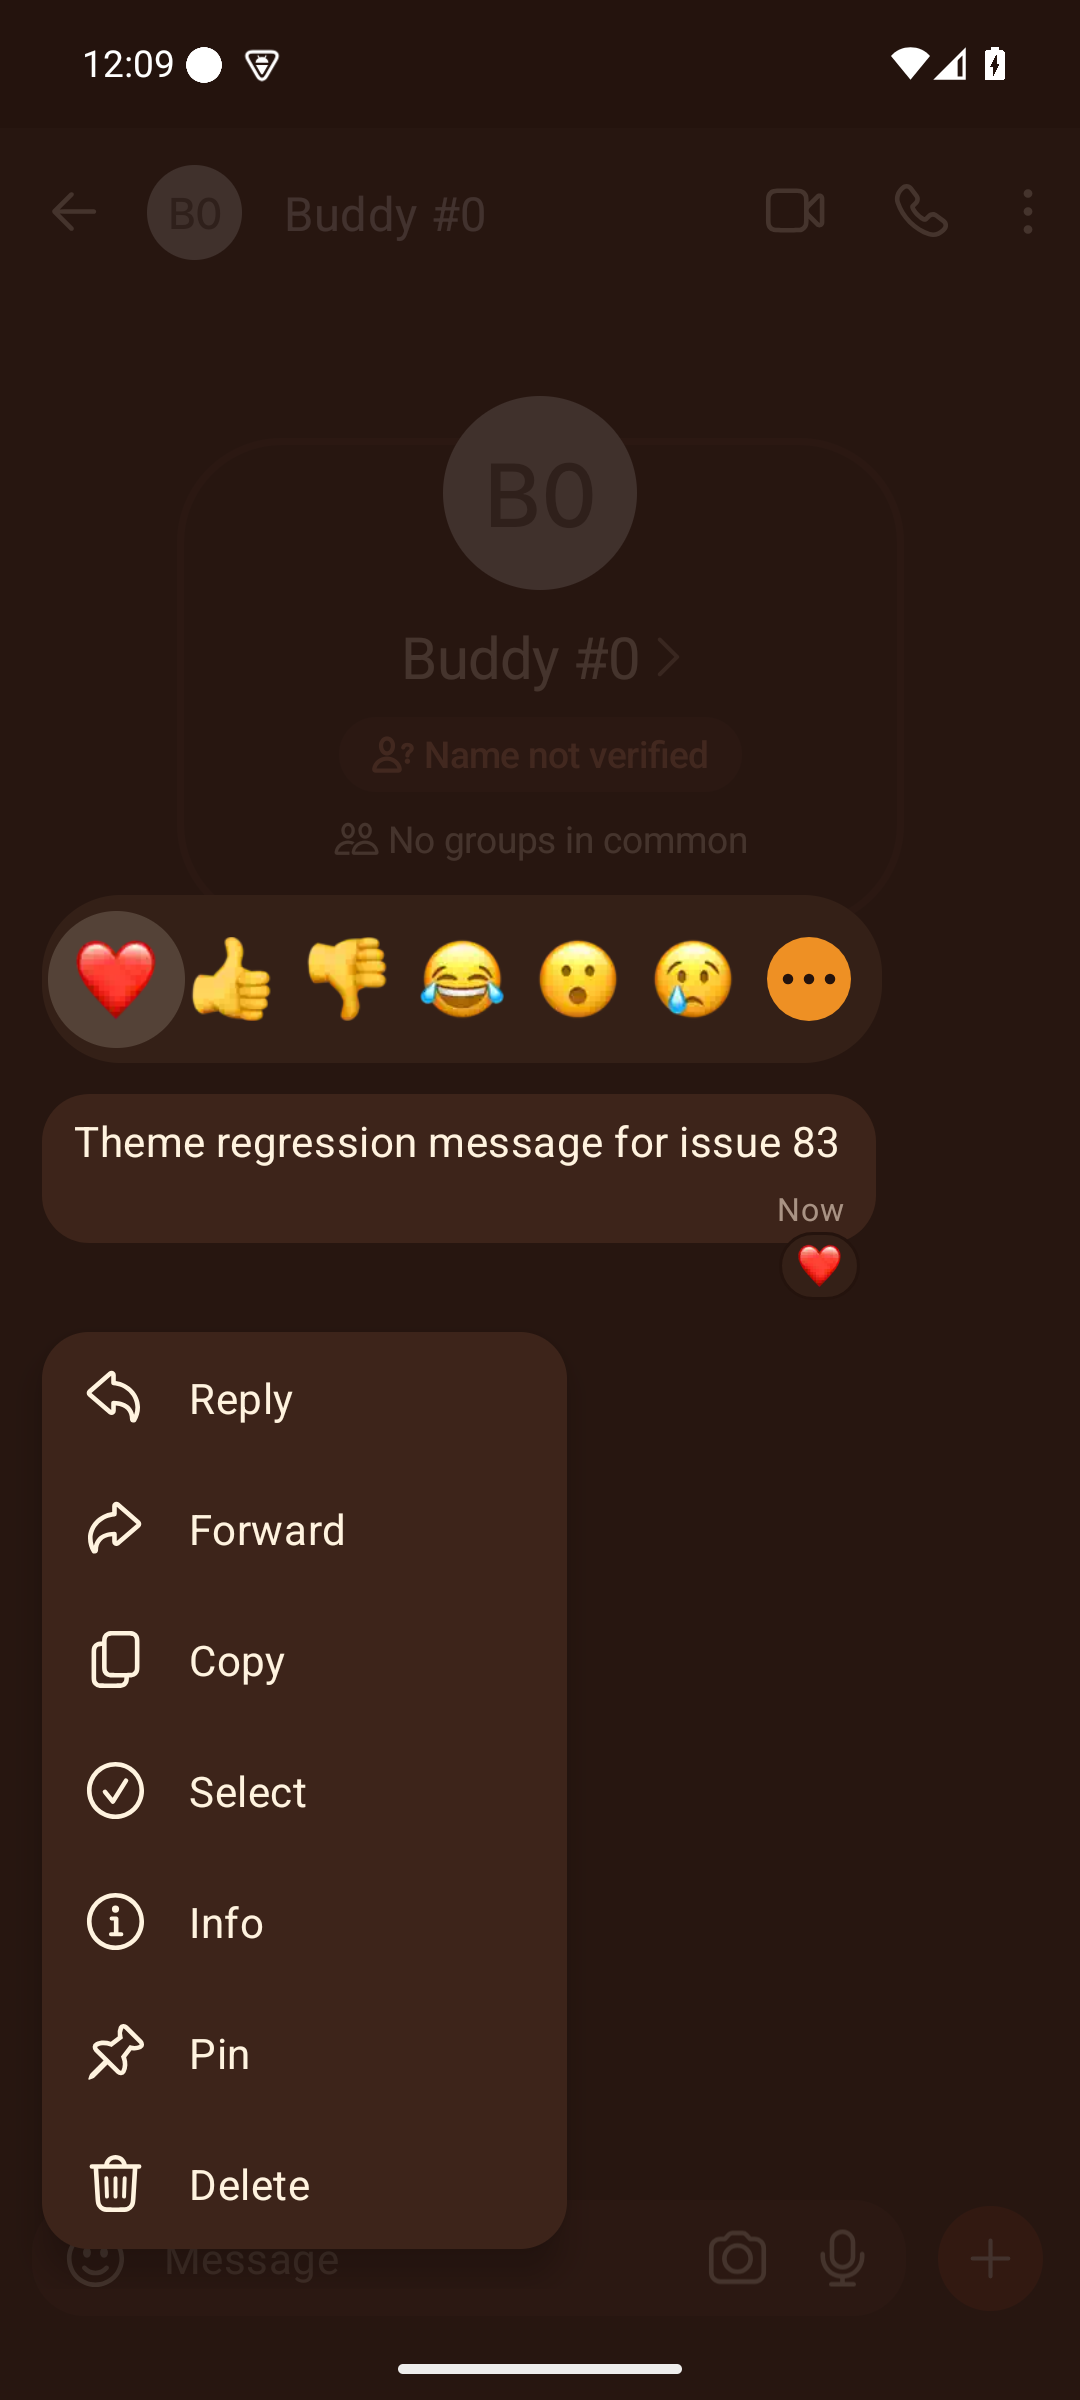 12:09
B0 Buddy #0
B0
Buddy #0
Name not verified
No groups in common
Theme regression message for issue 83
Now
Reply
Forward
Copy
Select
Info
Pin
Delete
Message